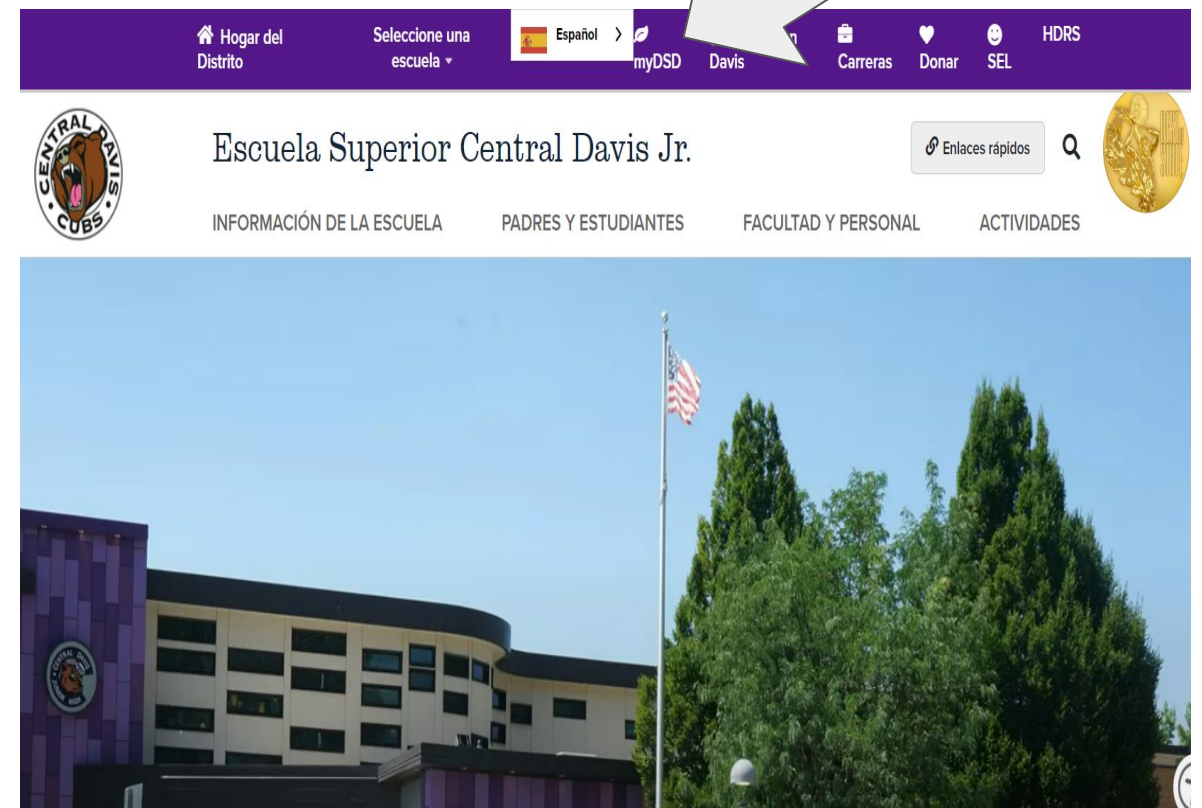 Hogar del
Distrito
Seleccione una
escuela
Español
myDSD
Davis
Carreras
Donar
SEL
HDRS
CENTRAL DAVIS
CUBS
Escuela Superior Central Davis Jr.
Enlaces rápidos
INFORMACIÓN DE LA ESCUELA
PADRES Y ESTUDIANTES
FACULTAD Y PERSONAL
ACTIVIDADES